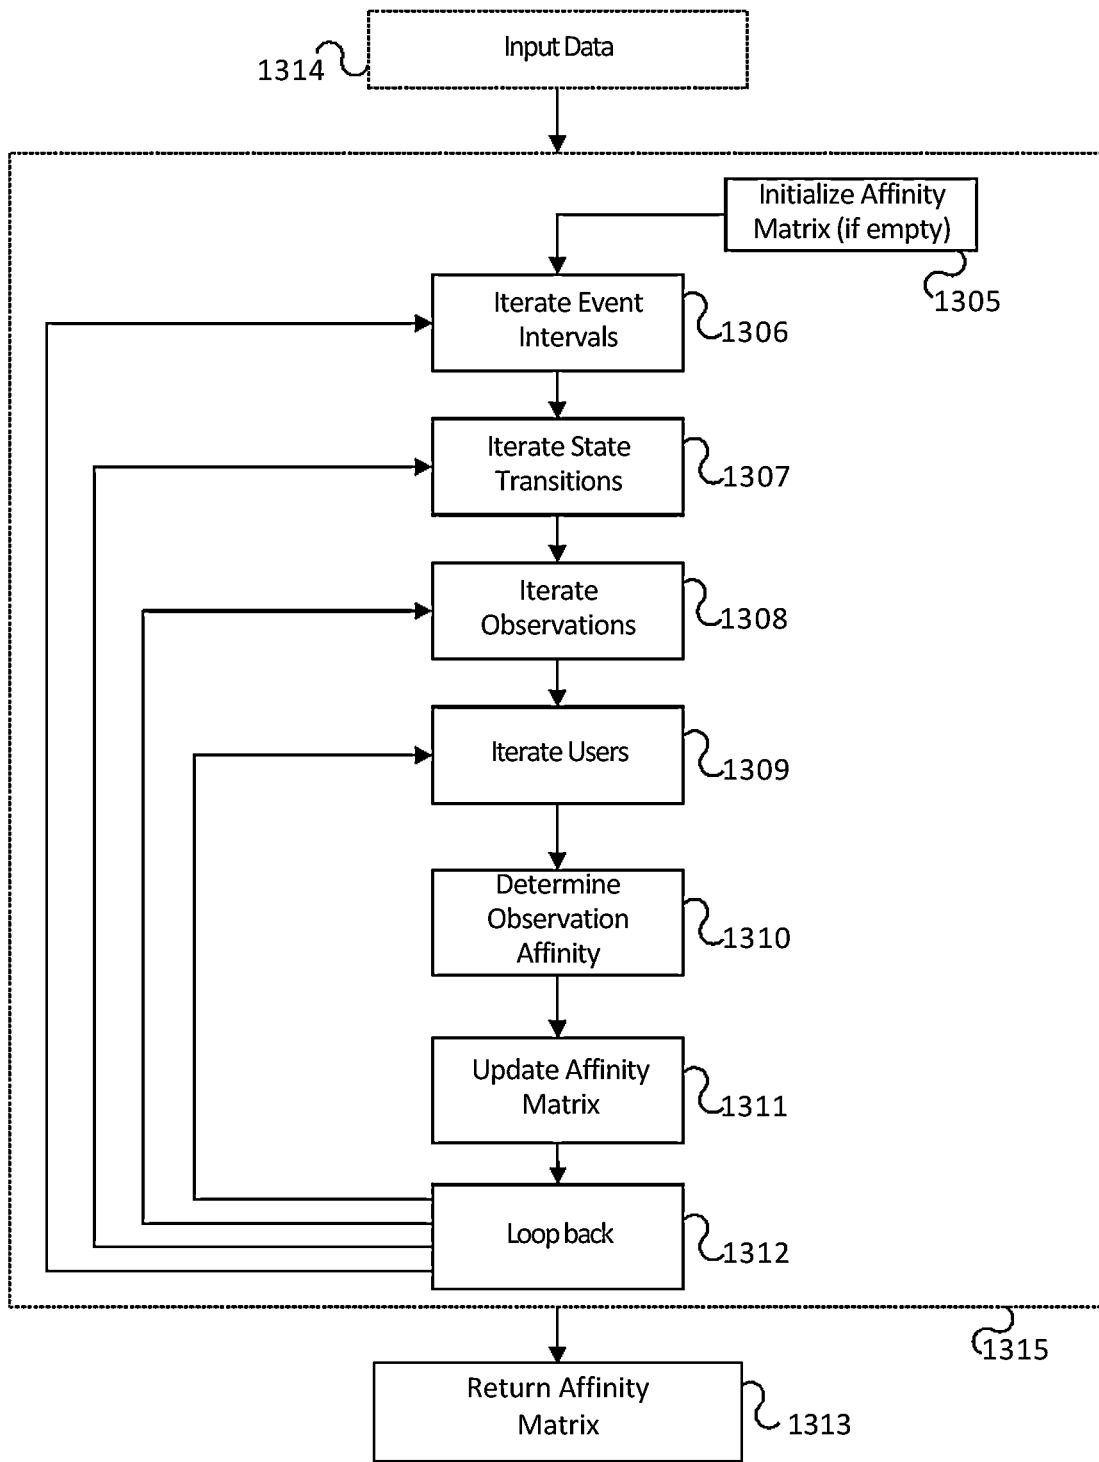 Input Data
1314
Initialize Affinity
Matrix (if empty)
1305
Iterate Event
Intervals
1306
Iterate State
Transitions
1307
Iterate
Observations
1308
Iterate Users
1309
Determine
Observation
Affinity
1310
Update Affinity
Matrix
1311
Loop back
1312
1315
Return Affinity
Matrix
1313